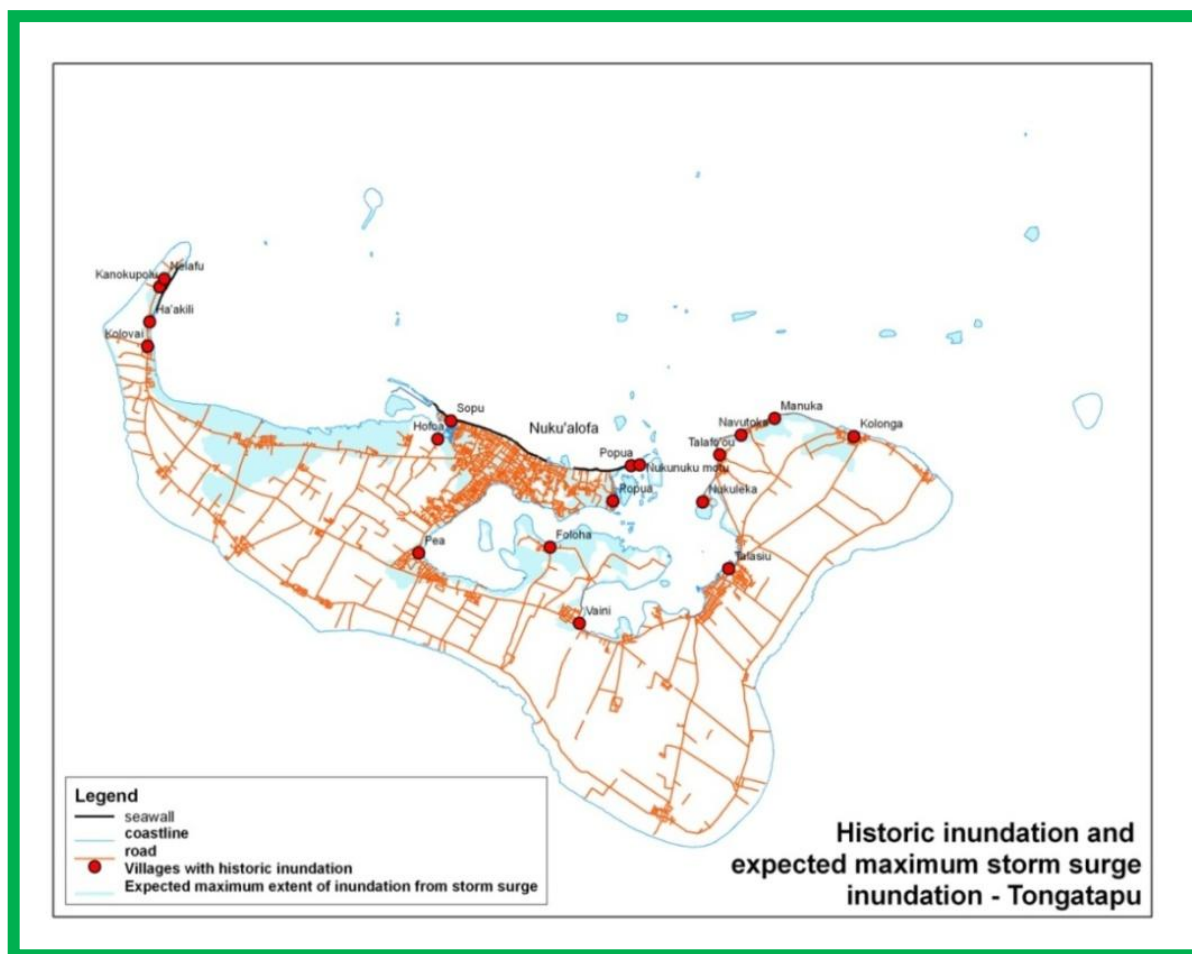 Neiafu
Kanokupolu
Ha'akili
Kolovai
Sopu
Hofoa
Nuku'alofa
Manuka
Navutoka
Kolonga
Talafo'ou
Popua
Nukunuku motu
Popua
Nukuleka
Pea
Foloha
Talasiu
Vaini
Legend
seawall
coastline
road
Villages with historic inundation
Expected maximum extent of inundation from storm surge
Historic inundation and
expected maximum storm surge
inundation - Tongatapu